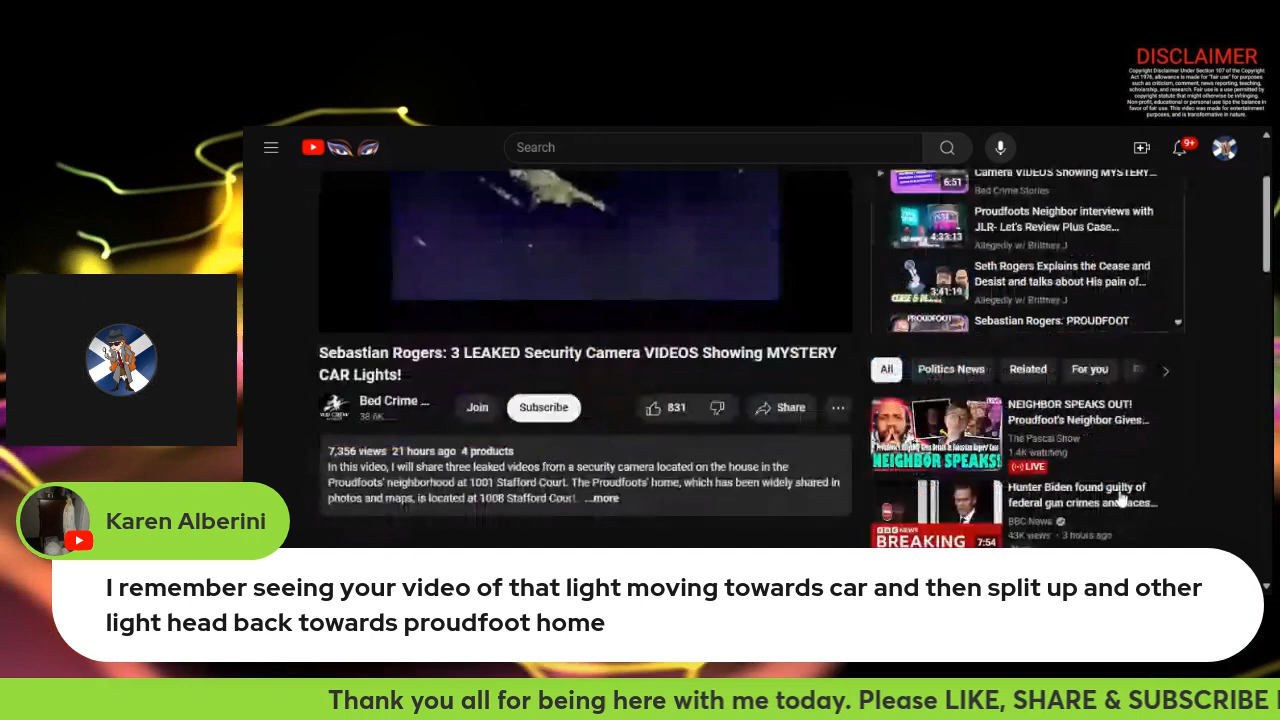 DISCLAIMER
Copyright Disclaimer Under Section 107 of the Copyright
Act 1976, allowance is made for "fair use" for purposes
such as criticism, comment, news reporting, teaching,
scholarship, and research. Fair use is a use permitted by
copyright statute that might otherwise be infringing.
Non-profit, educational or personal use tips the balance in
favor of fair use. This video was made for entertainment
purposes, and is transformative in nature.
Search
9+
Camera VIDEOS Showing MYSTERY...
6:51
Bed Crime Stories
Proudfoots Neighbor interviews with
JLR- Let's Review Plus Case...
4:33:13
Allegedly w/ Brittney J
Seth Rogers Explains the Cease and
Desist and talks about His pain of...
3:41:19
Allegedly w/ Brittney J
Sebastian Rogers: PROUDFOOT
PROUDFOOT
Sebastian Rogers: 3 LEAKED Security Camera VIDEOS Showing MYSTERY
CAR Lights!
Bed Crime ...
38.6K
Join
Subscribe
831
Share
7,356 views 21 hours ago 4 products
In this video, I will share three leaked videos from a security camera located on the house in the
Proudfoots' neighborhood at 1001 Stafford Court. The Proudfoots' home, which has been widely shared in
photos and maps, is located at 1008 Stafford Court. ...more
All
Politics News
Related
For you
NEIGHBOR SPEAKS OUT!
Proudfoot's Neighbor Gives...
The Pascal Show
1.4K watching
LIVE
NEIGHBOR SPEAKS!
Hunter Biden found guilty of
federal gun crimes and faces...
BBC News
43K views · 3 hours ago
BREAKING
7:54
Karen Alberini
I remember seeing your video of that light moving towards car and then split up and other
light head back towards proudfoot home
Thank you all for being here with me today. Please LIKE, SHARE & SUBSCRIBE